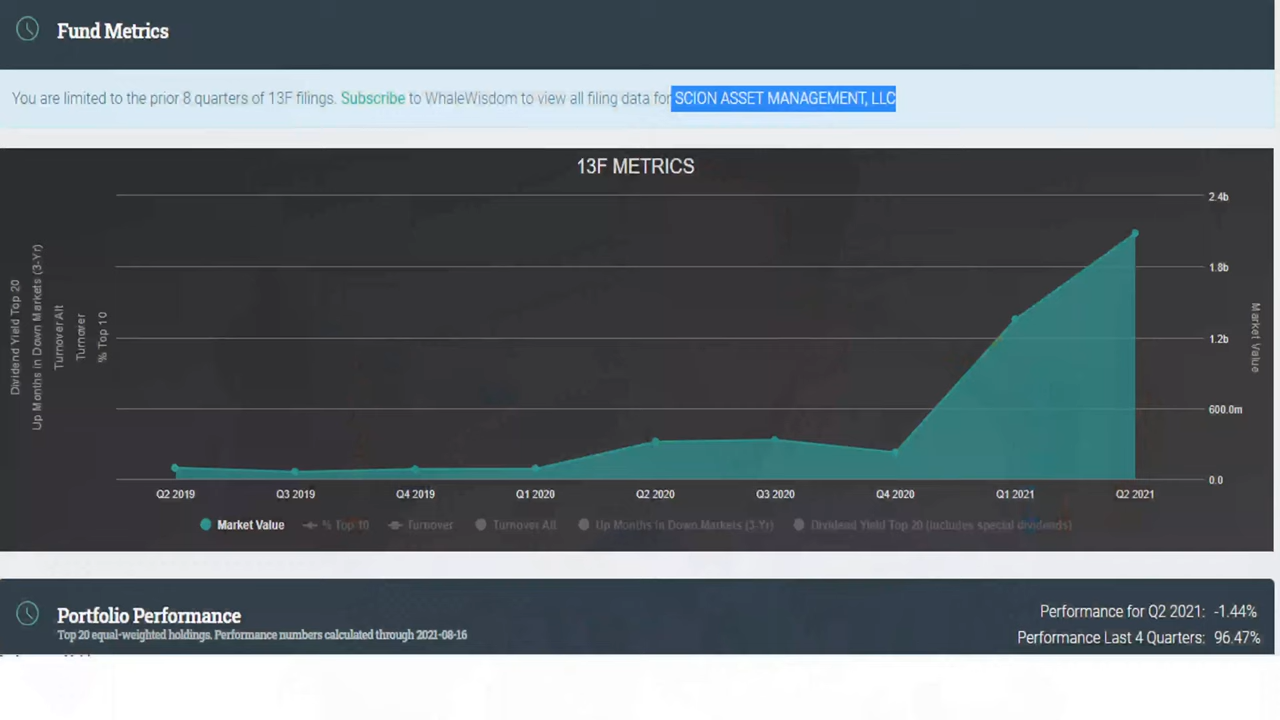 Fund Metrics
You are limited to the prior 8 quarters of 13F filings. Subscribe to WhaleWisdom to view all filing data for SCION ASSET MANAGEMENT, LLC
13F METRICS
2.4b
1.8b
1.2b
600.0m
0.0
Dividend Yield Top 20
Up Months in Down Markets (3-Yr)
Turnover Alt
Turnover
% Top 10
Market Value
Q2 2019 Q3 2019 Q4 2019 Q1 2020 Q2 2020 Q3 2020 Q4 2020 Q1 2021 Q2 2021
Market Value % Top 10 Turnover Turnover Alt Up Months in Down Markets (3-Yr) Dividend Yield Top 20 (includes special dividends)
Portfolio Performance
Top 20 equal-weighted holdings. Performance numbers calculated through 2021-08-16
Performance for Q2 2021: -1.44%
Performance Last 4 Quarters: 96.47%